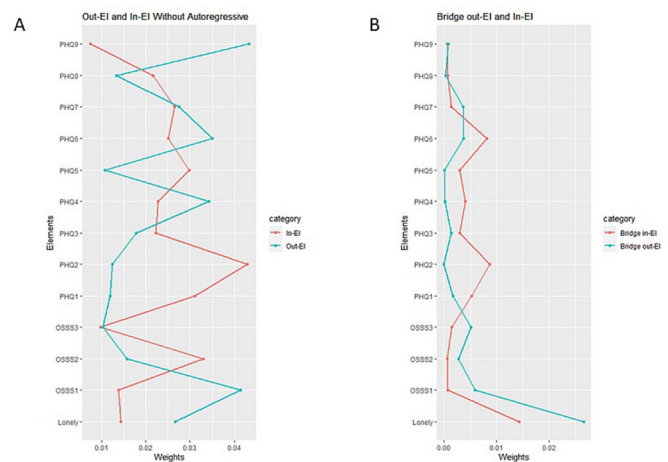 A
Out-EI and In-EI Without Autoregressive
PHQ9
PHQ8
PHQ7
PHQ6
PHQ5
PHQ4
PHQ3
PHQ2
PHQ1
OSSS3
OSSS2
OSSS1
Lonely
Elements
0.01
0.02
0.03
0.04
Weights
category
In-EI
Out-EI
B
Bridge out-EI and In-EI
PHQ9
PHQ8
PHQ7
PHQ6
PHQ5
PHQ4
PHQ3
PHQ2
PHQ1
OSSS3
OSSS2
OSSS1
Lonely
Elements
0.00
0.01
0.02
Weights
category
Bridge in-EI
Bridge out-EI